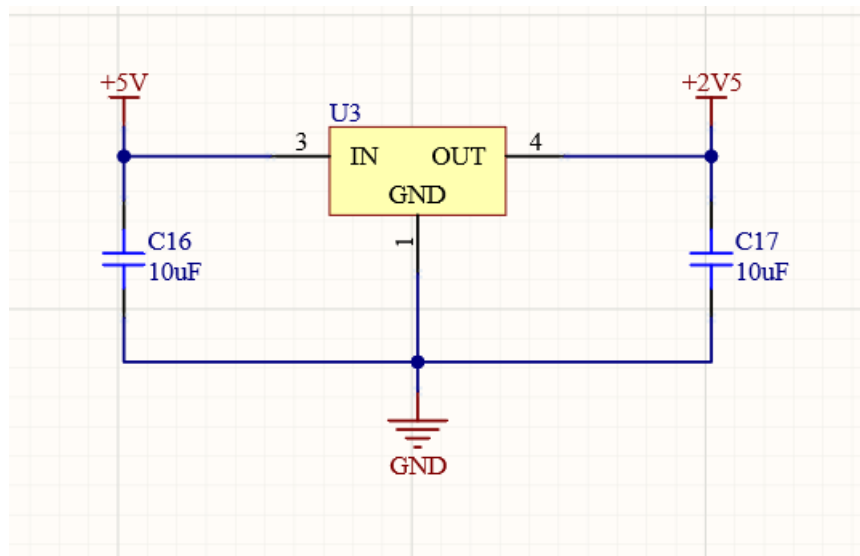 +5V
+2V5
U3
3
IN
OUT
4
GND
1
C16
10uF
C17
10uF
GND